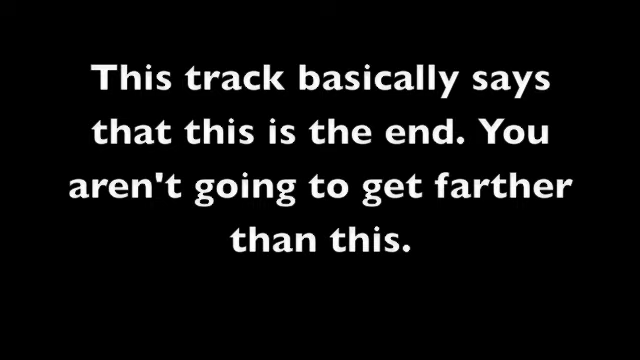 This track basically says
that this is the end. You
aren't going to get farther
than this.